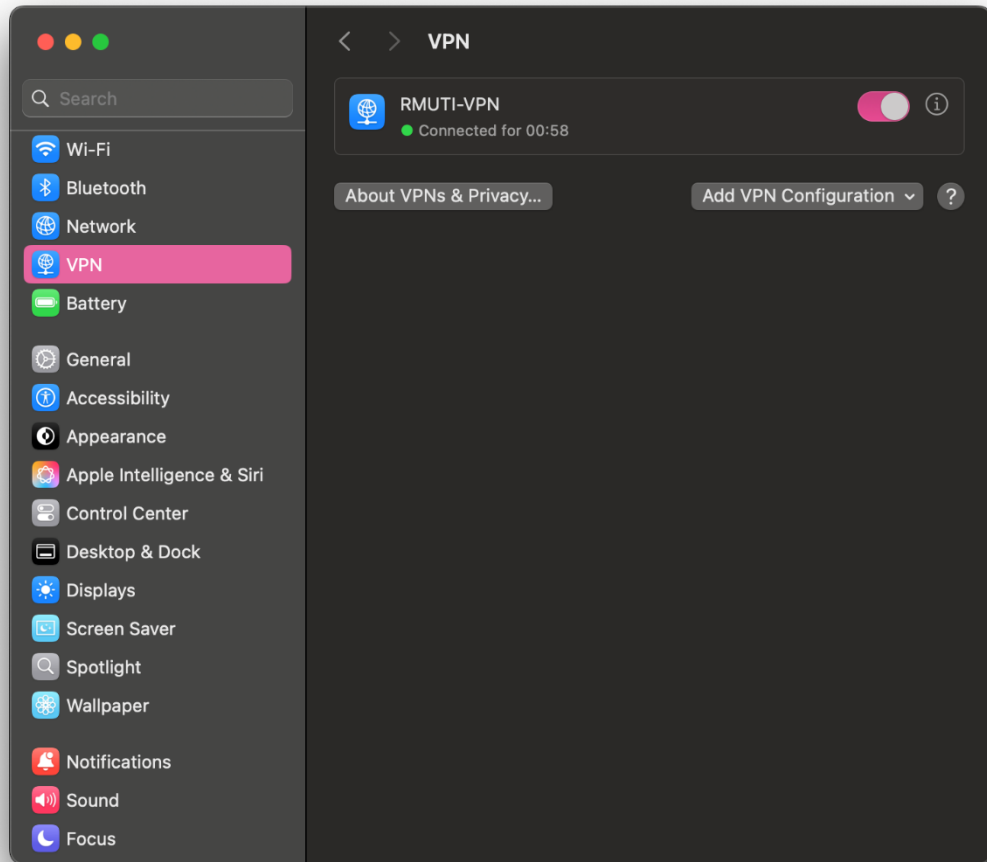 Search
Wi-Fi
Bluetooth
Network
VPN
Battery
General
Accessibility
Appearance
Apple Intelligence & Siri
Control Center
Desktop & Dock
Displays
Screen Saver
Spotlight
Wallpaper
Notifications
Sound
Focus
VPN
RMUTI-VPN
Connected for 00:58
About VPNs & Privacy...
Add VPN Configuration
?